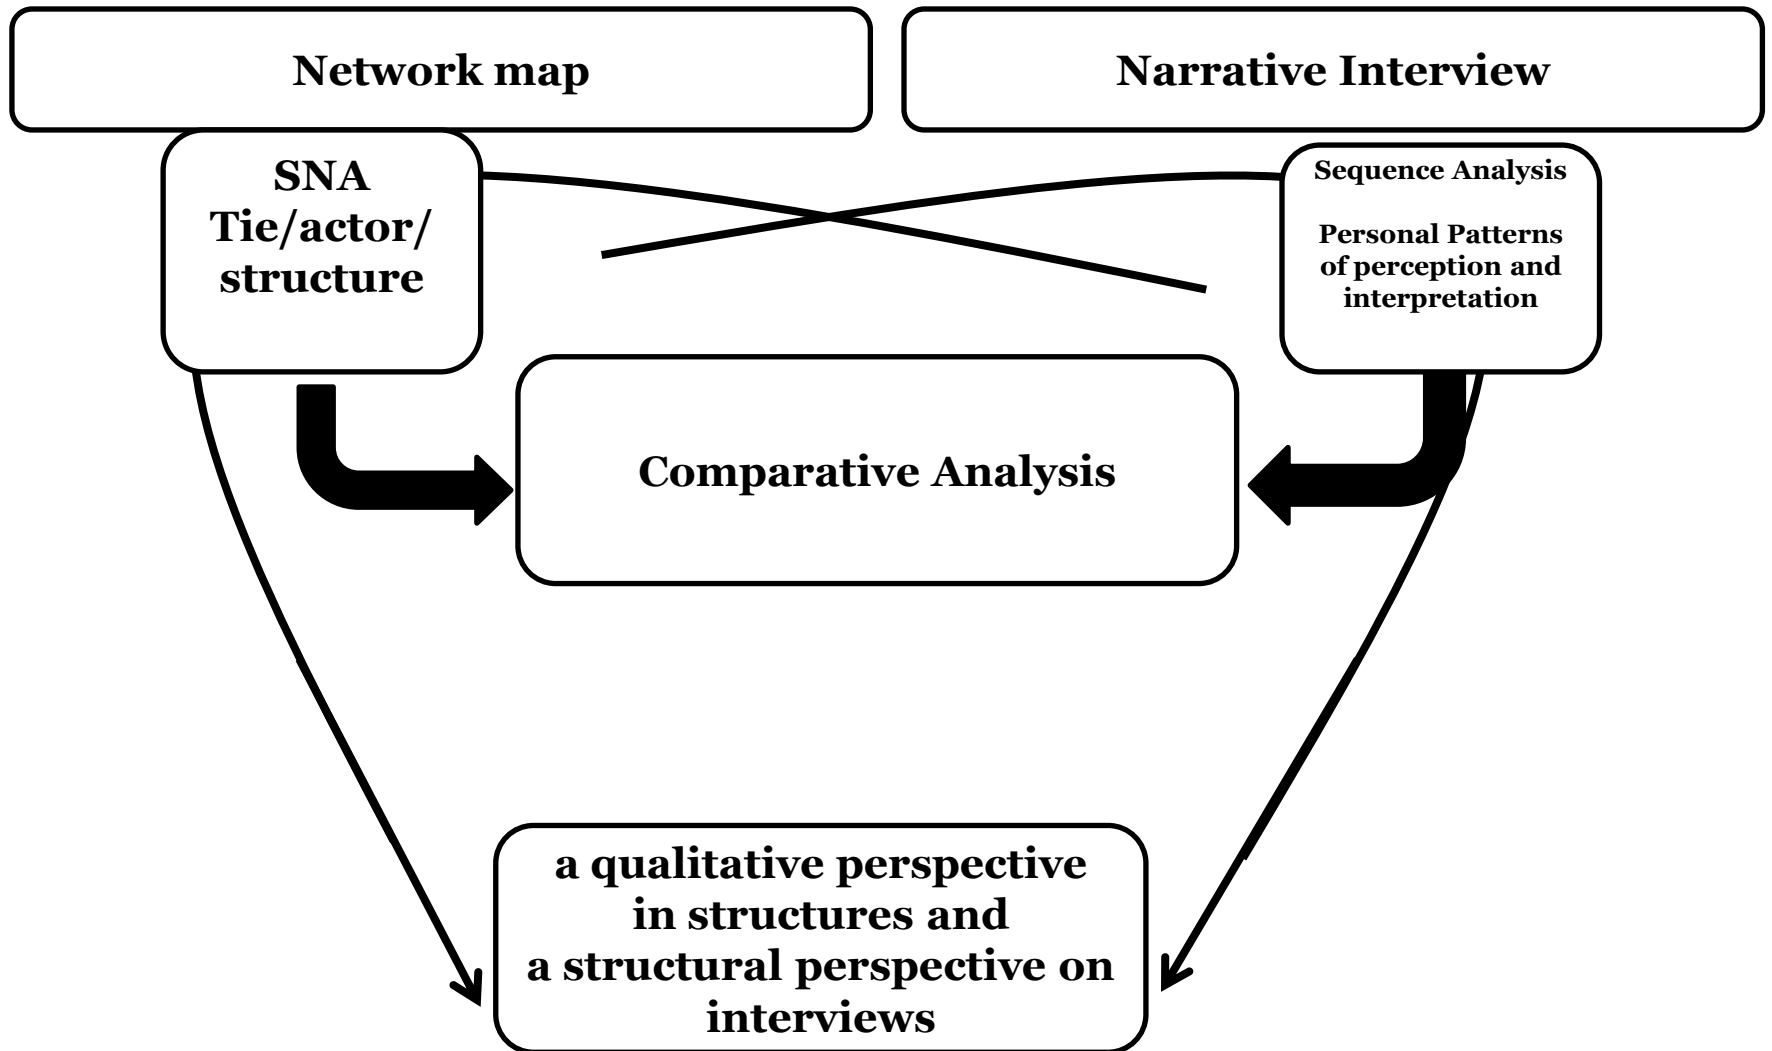 Network map
Narrative Interview
SNA
Tie/actor/
structure
Sequence Analysis
Personal Patterns
of perception and
interpretation
Comparative Analysis
a qualitative perspective
in structures and
a structural perspective on
interviews